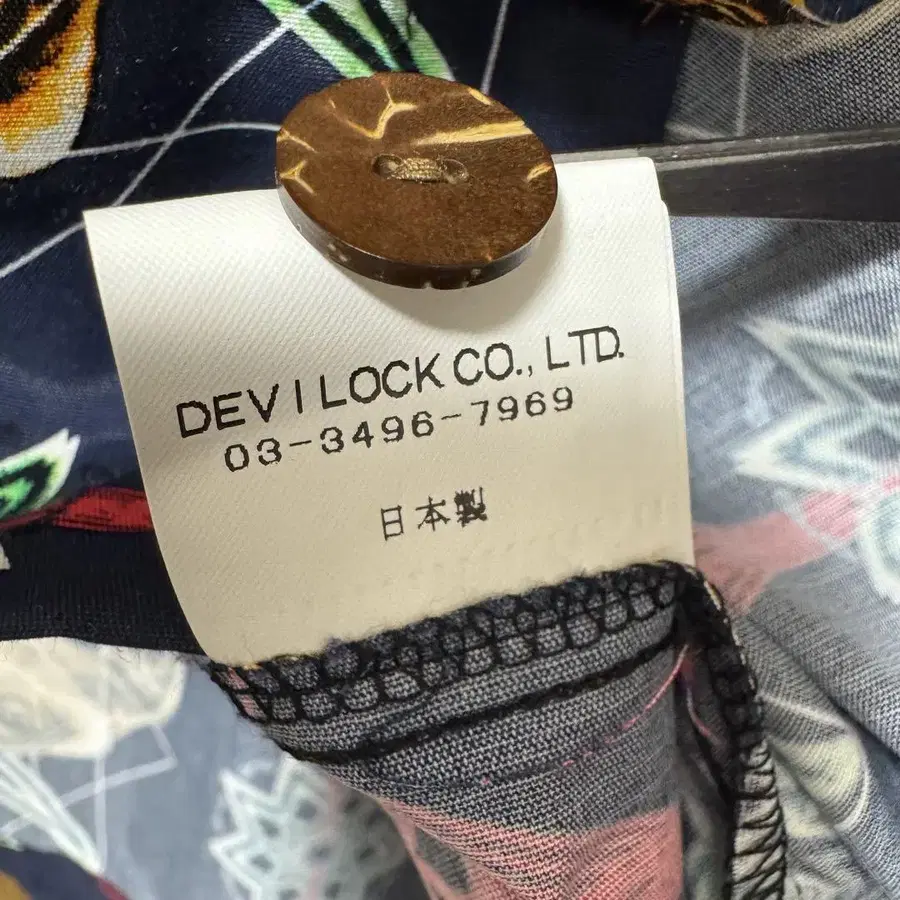 DEVILOCK CO., LTD.
03-3496-7969
日本製